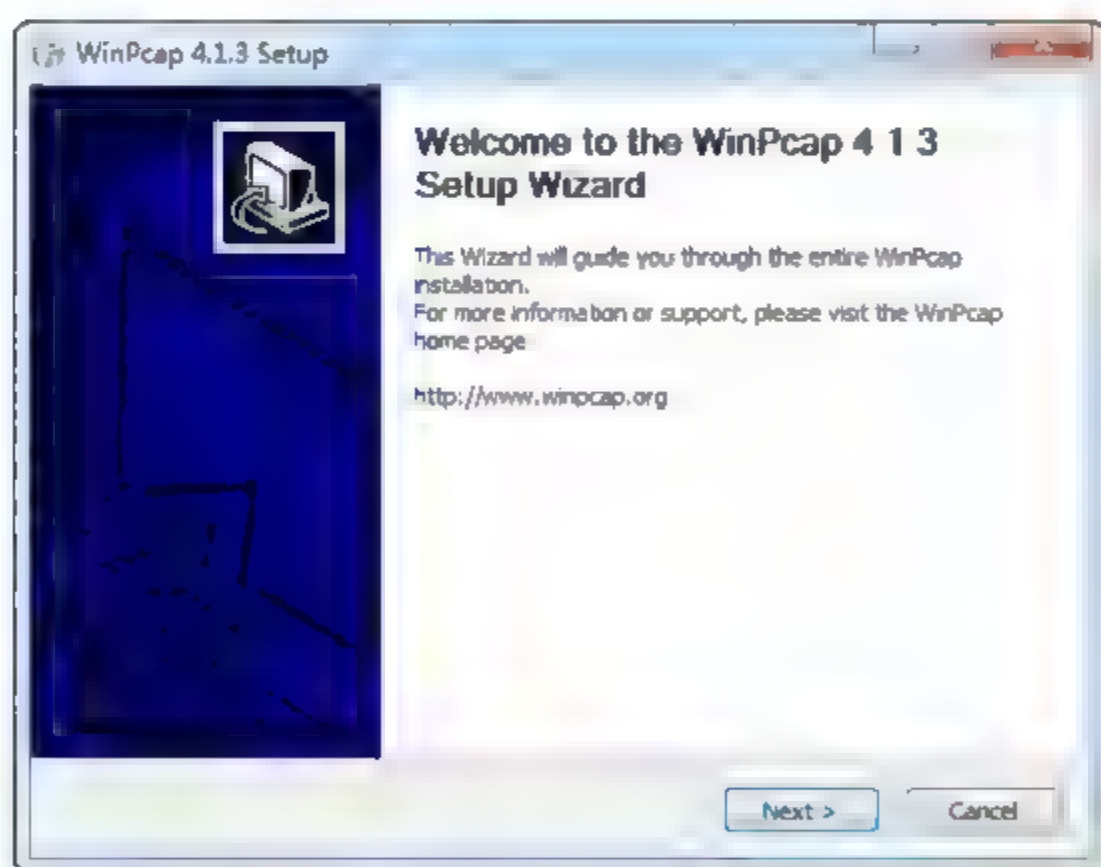 WinPcap 4.1.3 Setup
Welcome to the WinPcap 4 1 3
Setup Wizard
This Wizard will guide you through the entire WinPcap
installation.
For more information or support, please visit the WinPcap
home page
http://www.winpcap.org
Next >
Cancel